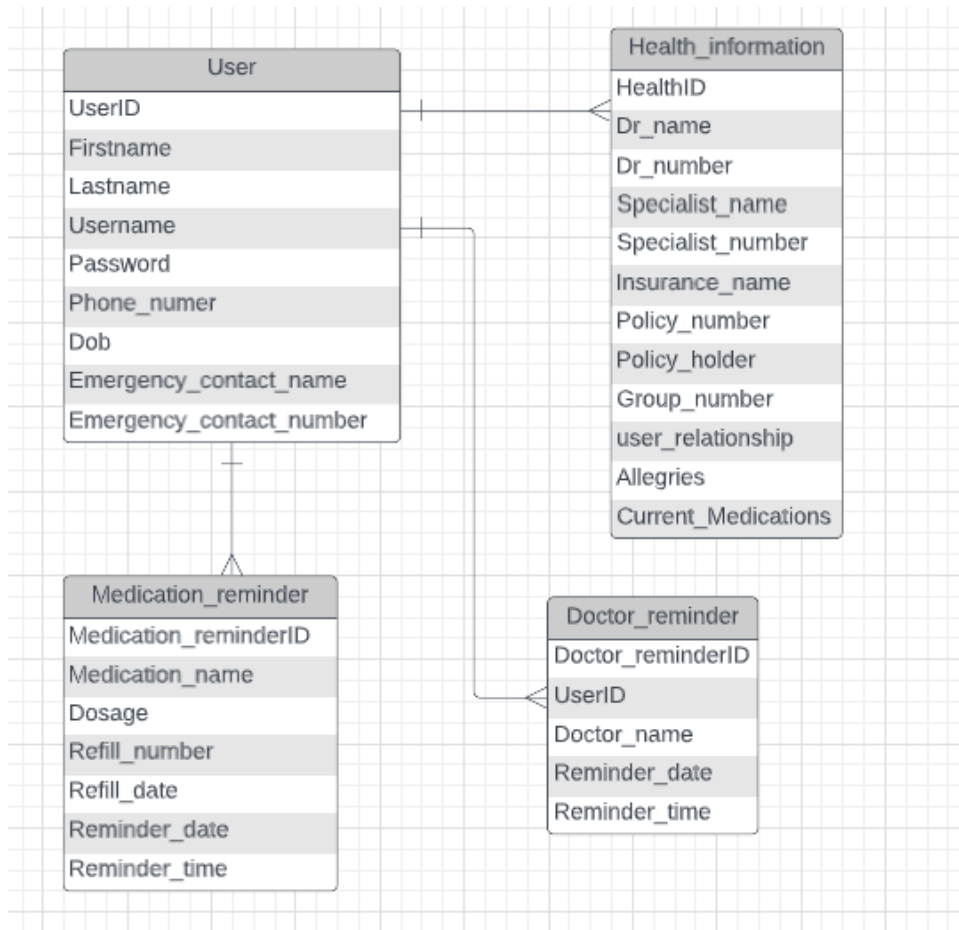 User
UserID
Firstname
Lastname
Username
Password
Phone_numer
Dob
Emergency_contact_name
Emergency_contact_number
Health_information
HealthID
Dr_name
Dr_number
Specialist_name
Specialist_number
Insurance_name
Policy_number
Policy_holder
Group_number
user_relationship
Allegries
Current_Medications
Medication_reminder
Medication_reminderID
Medication_name
Dosage
Refill_number
Refill_date
Reminder_date
Reminder_time
Doctor_reminder
Doctor_reminderID
UserID
Doctor_name
Reminder_date
Reminder_time